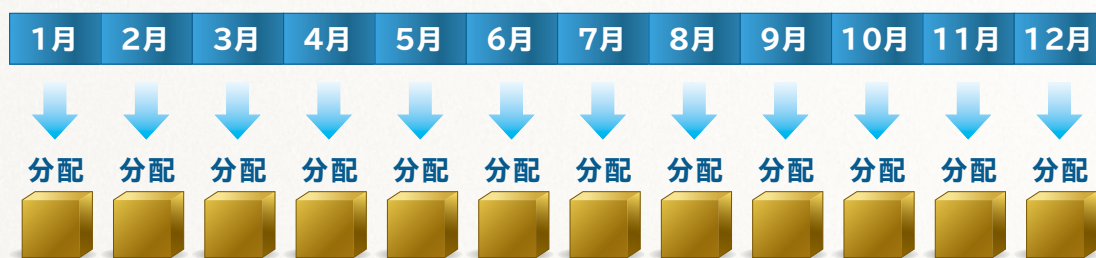 1月 2月 3月 4月 5月 6月 7月 8月 9月 10月 11月 12月
分配 分配 分配 分配 分配 分配 分配 分配 分配 分配 分配 分配